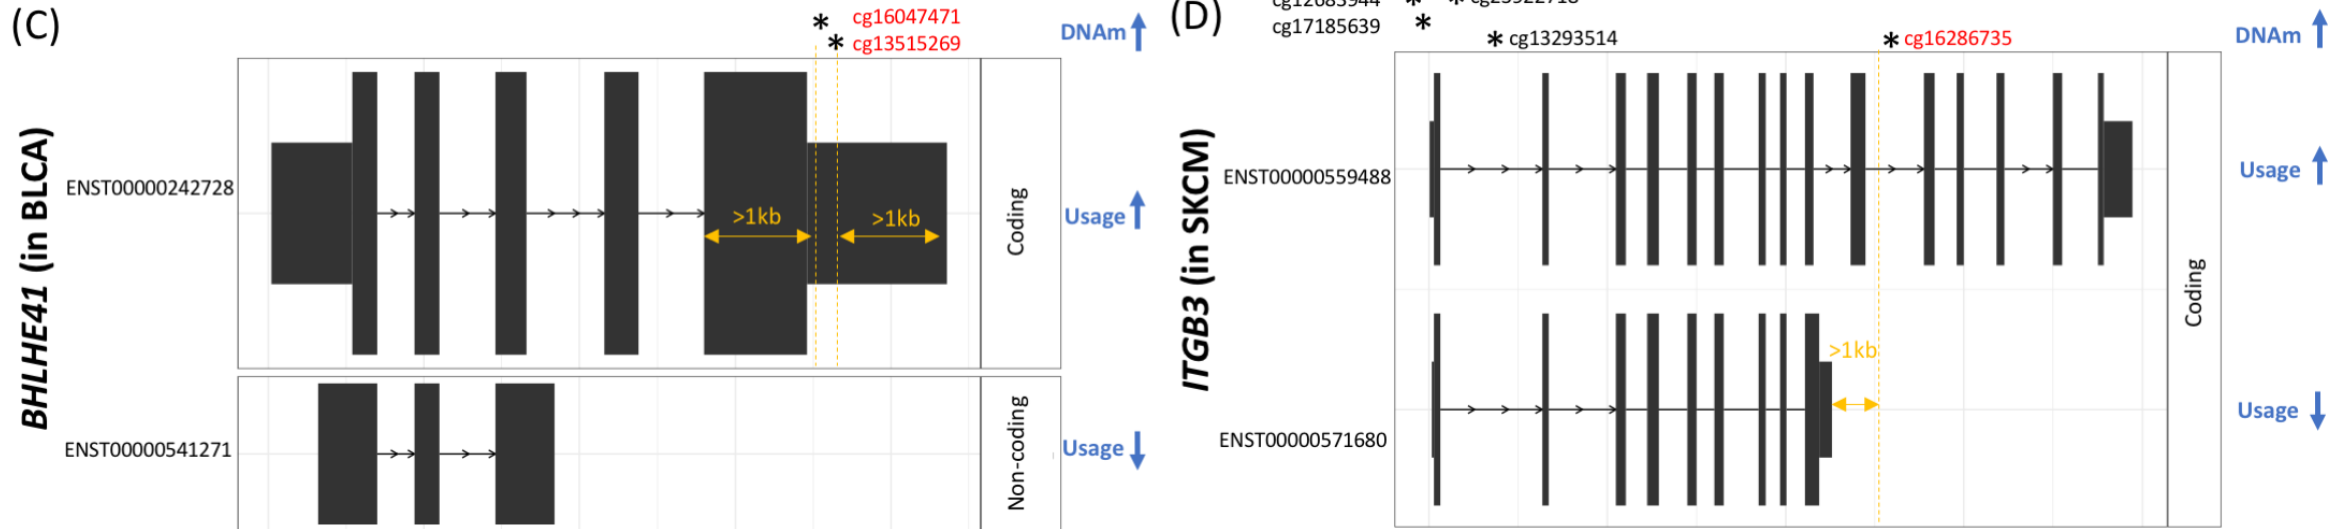 (C)
* cg16047471
* cg13515269
DNAm
BHLHE41 (in BLCA)
ENST00000242728
>1kb
>1kb
Coding
Usage
ENST00000541271
Non-coding
Usage
(D)
cg17185639 *
* cg13293514
* cg16286735
DNAm
ITGB3 (in SKCM)
ENST00000559488
Usage
Coding
>1kb
ENST00000571680
Usage